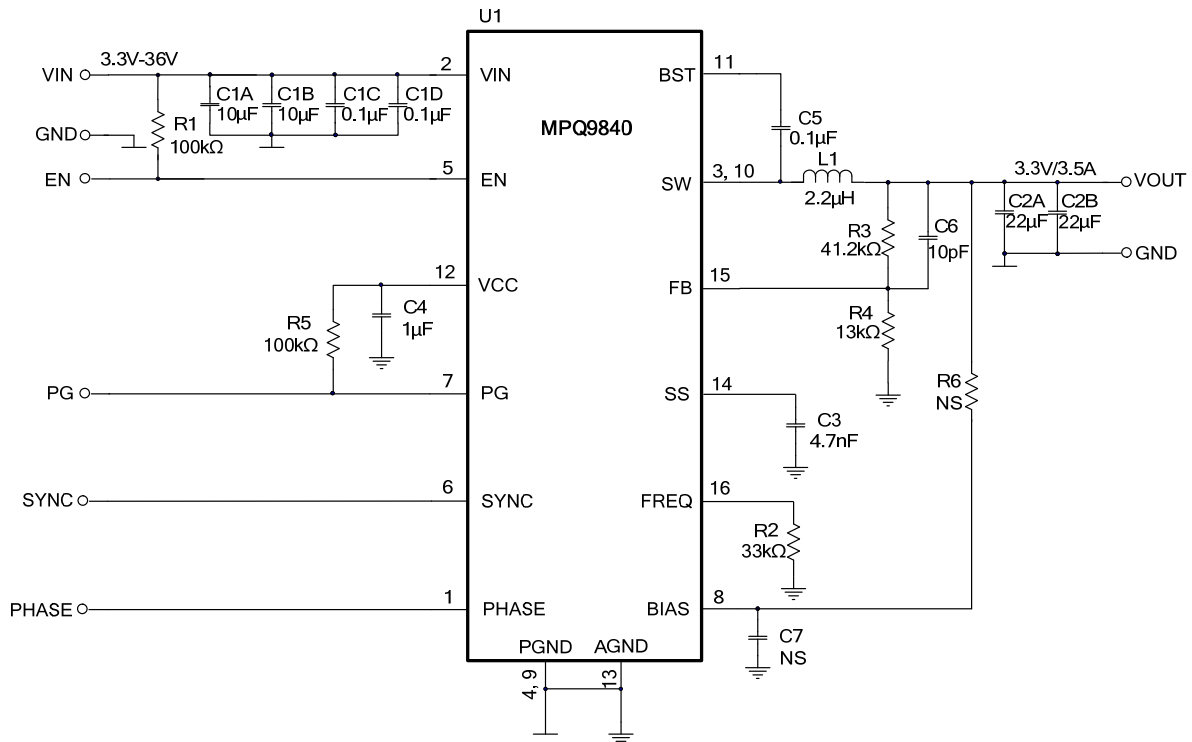 U1
MPQ9840
VIN
3.3V-36V
2
VIN
C1A
10µF
C1B
10µF
C1C
0.1µF
C1D
0.1µF
GND
R1
100kΩ
EN
5
EN
12
VCC
C4
1µF
R5
100kΩ
PG
7
PG
SYNC
6
SYNC
PHASE
1
PHASE
BST
11
C5
0.1µF
SW
3, 10
L1
2.2µH
3.3V/3.5A
VOUT
C2A
22µF
C2B
22µF
GND
R3
41.2kΩ
C6
10pF
FB
15
R4
13kΩ
R6
NS
SS
14
C3
4.7nF
FREQ
16
R2
33kΩ
BIAS
8
C7
NS
PGND
AGND
4, 9
13